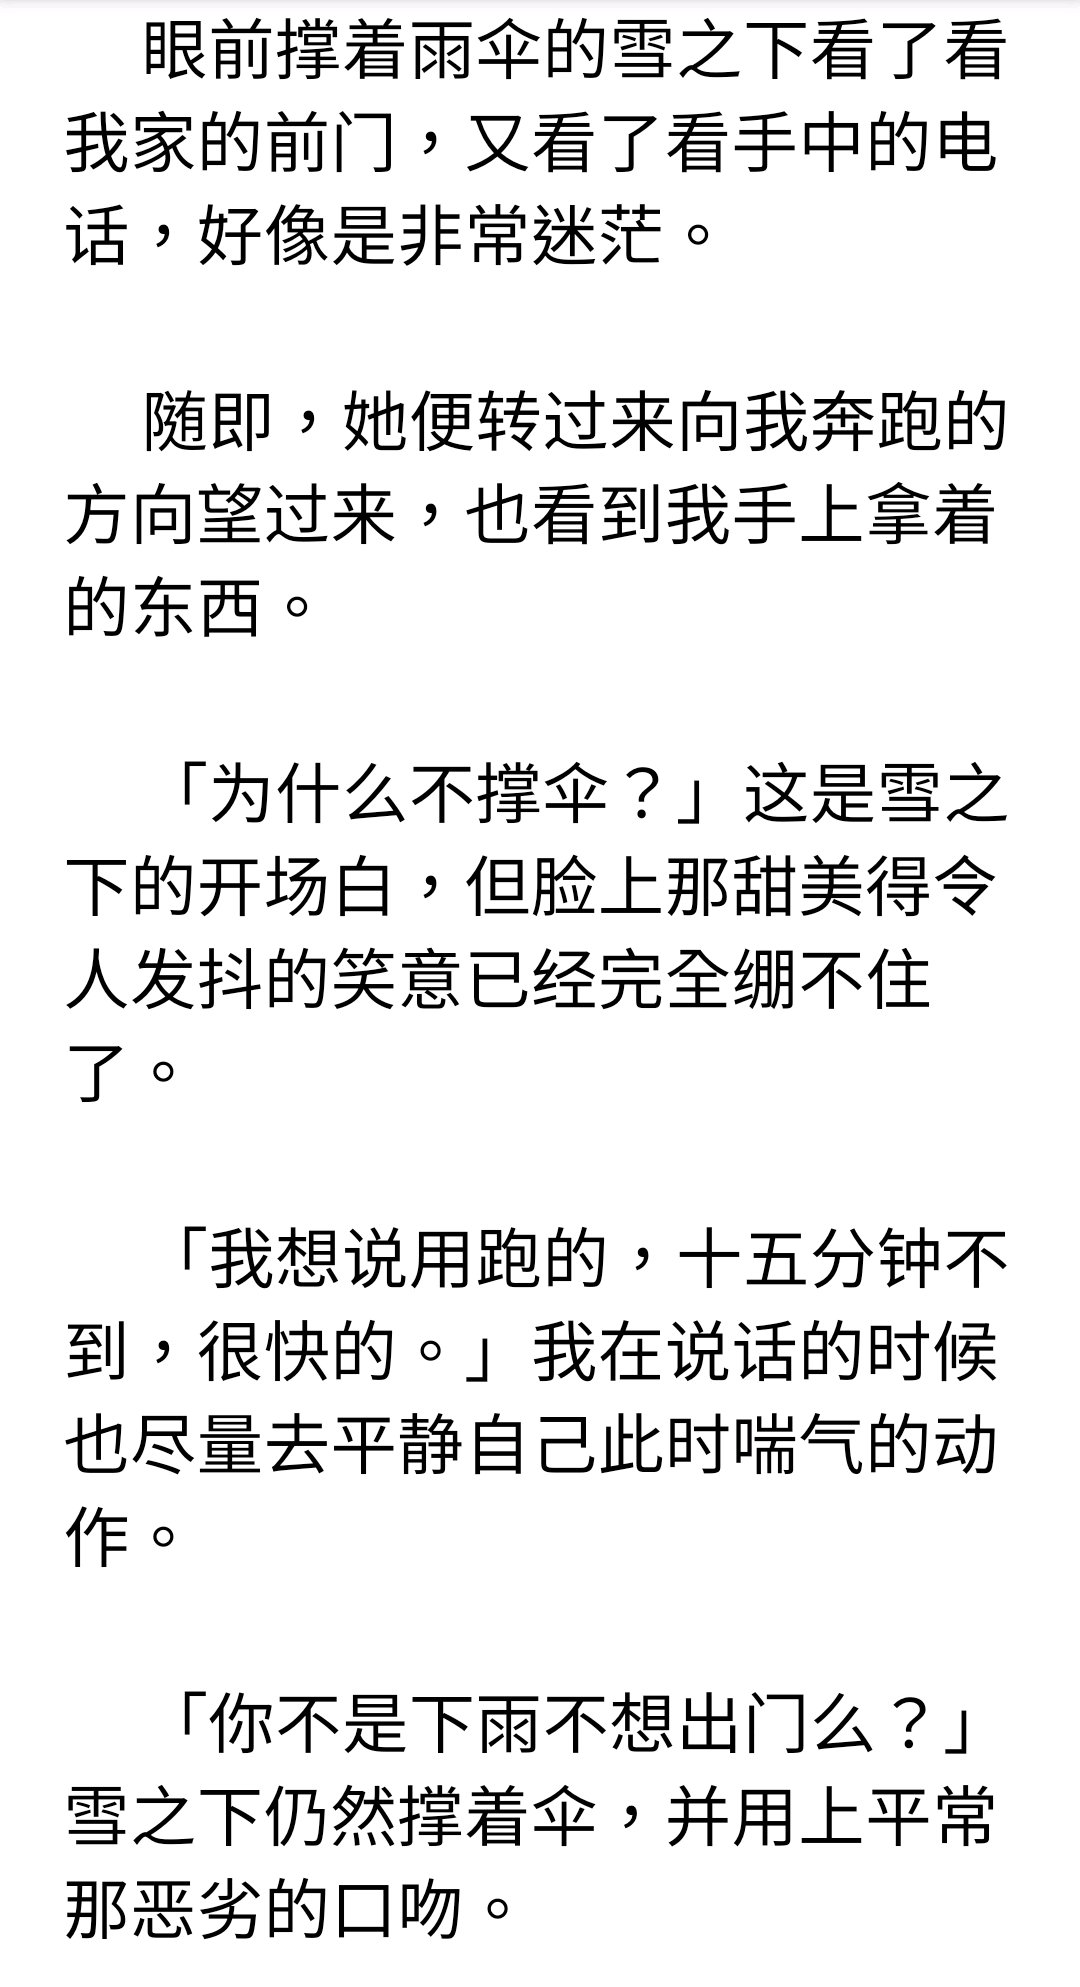 眼前撑着雨伞的雪之下看了看
我家的前门，又看了看手中的电
话，好像是非常迷茫。
随即，她便转过来向我奔跑的
方向望过来，也看到我手上拿着
的东西。
「为什么不撑伞？」这是雪之
下的开场白，但脸上那甜美得令
人发抖的笑意已经完全绷不住
了。
「我想说用跑的，十五分钟不
到，很快的。」我在说话的时候
也尽量去平静自己此时喘气的动
作。
「你不是下雨不想出门么？」
雪之下仍然撑着伞，并用上平常
那恶劣的口吻。